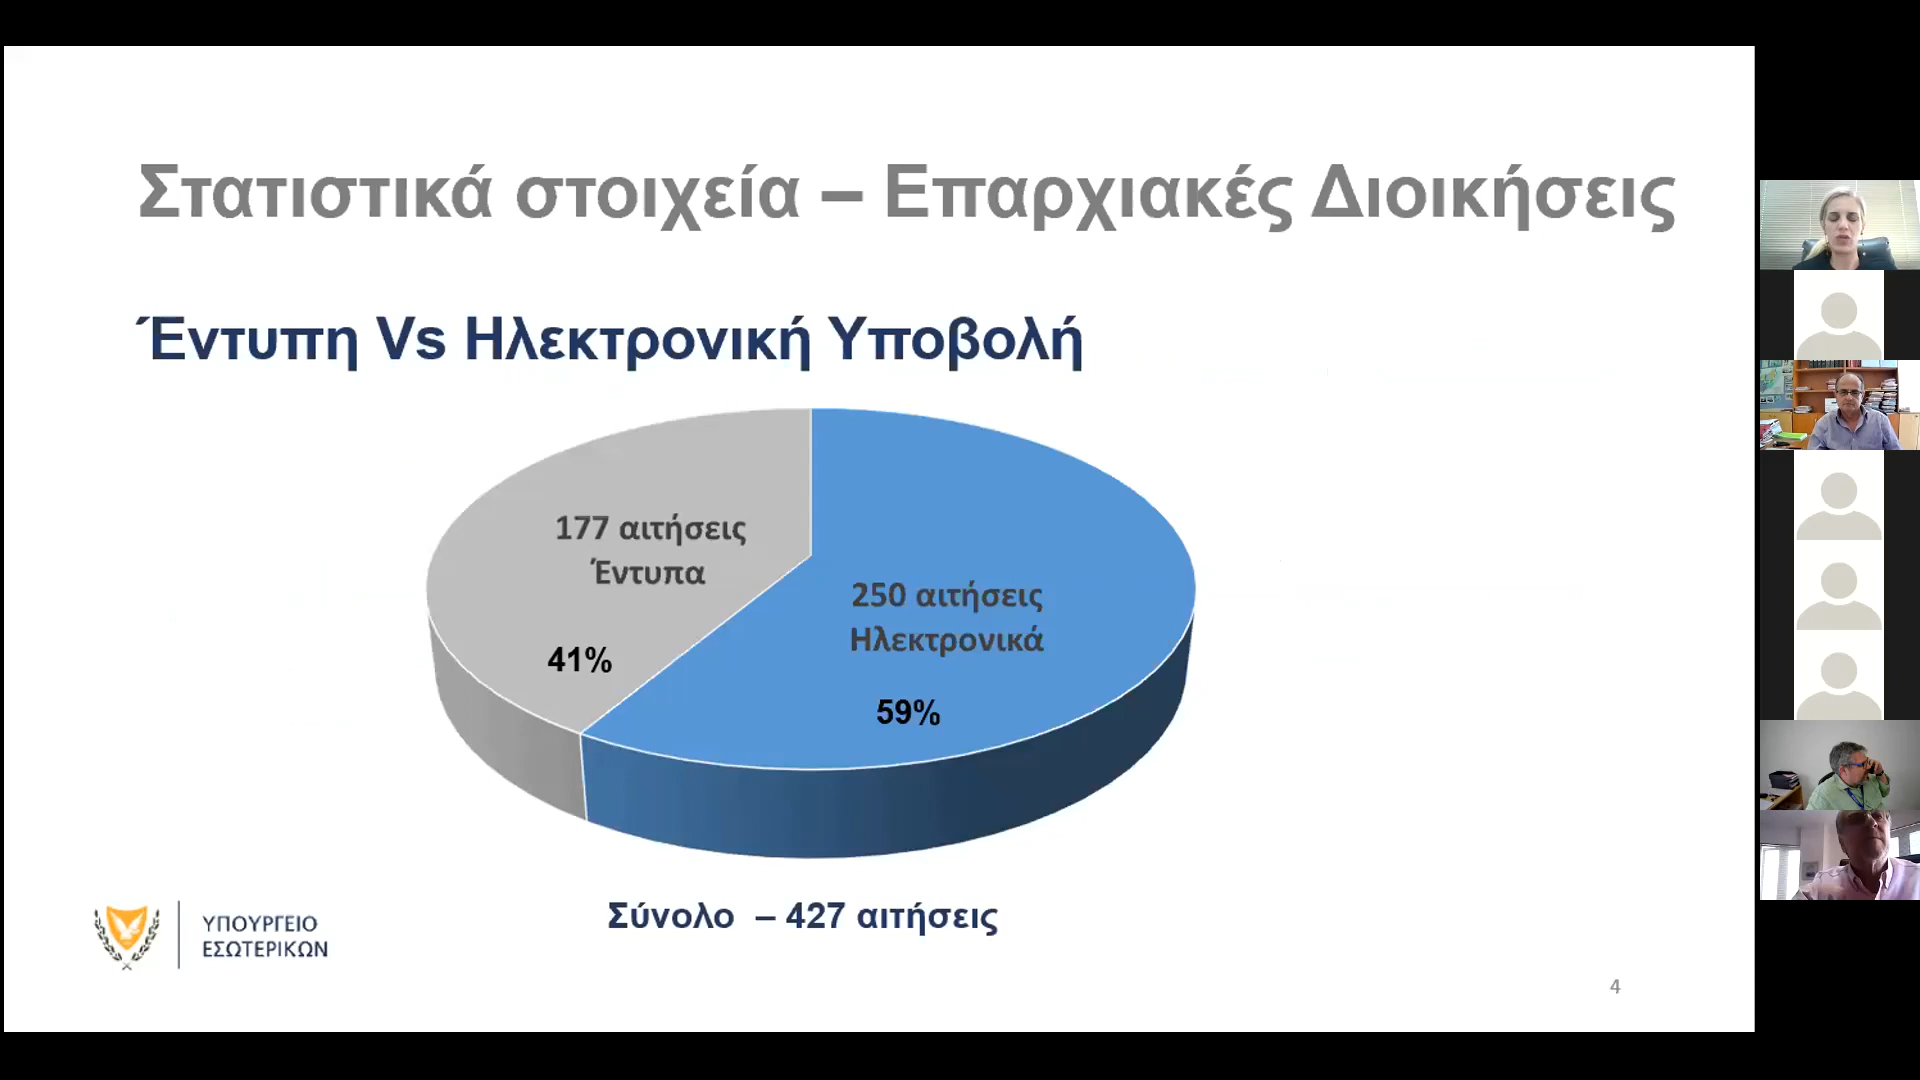 Στατιστικά στοιχεία – Επαρχιακές Διοικήσεις
Έντυπη Vs Ηλεκτρονική Υποβολή
177 αιτήσεις
Έντυπα
41%
250 αιτήσεις
Ηλεκτρονικά
59%
Σύνολο – 427 αιτήσεις
ΥΠΟΥΡΓΕΙΟ
ΕΣΩΤΕΡΙΚΩΝ
4